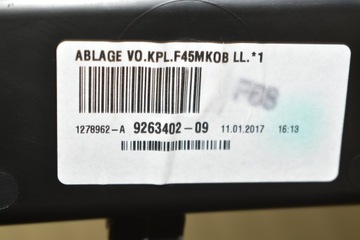 ABLAGE VO.KPL.F45MKOB LL.*1
F68
1278962-A 9263402-09 11.01.2017 16:13